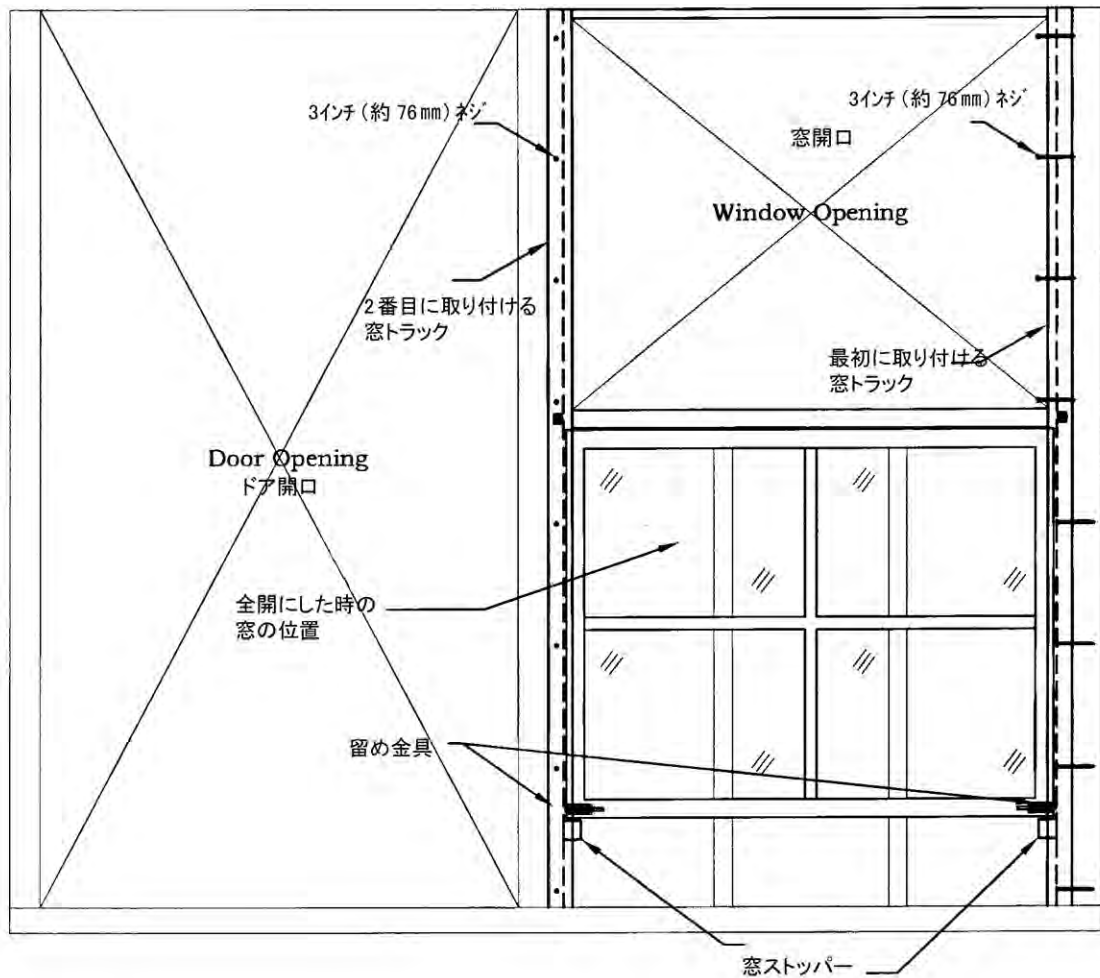 3インチ（約 76㎜）ネジ
3インチ（約 76㎜）ネジ
窓開口
Window Opening
2番目に取り付ける
窓トラック
最初に取り付ける
窓トラック
Door Opening
ドア開口
全開にした時の
窓の位置
留め金具
窓ストッパー